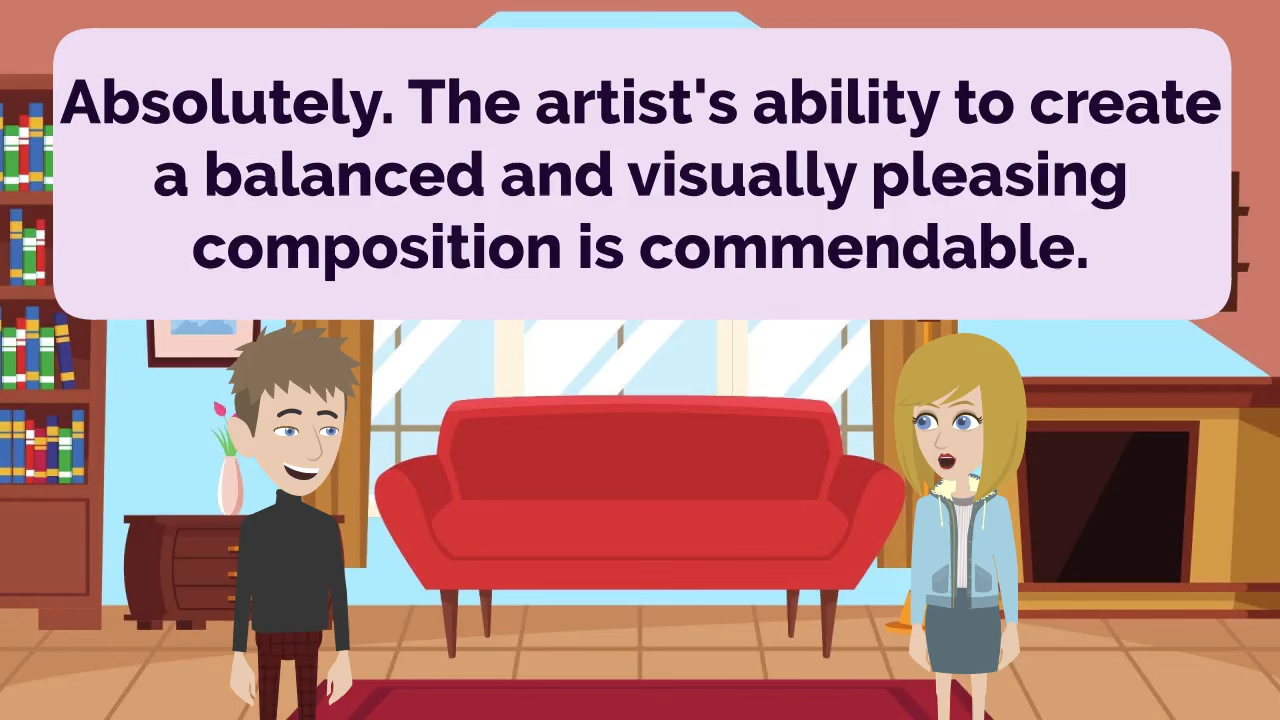 Absolutely. The artist's ability to create
a balanced and visually pleasing
composition is commendable.